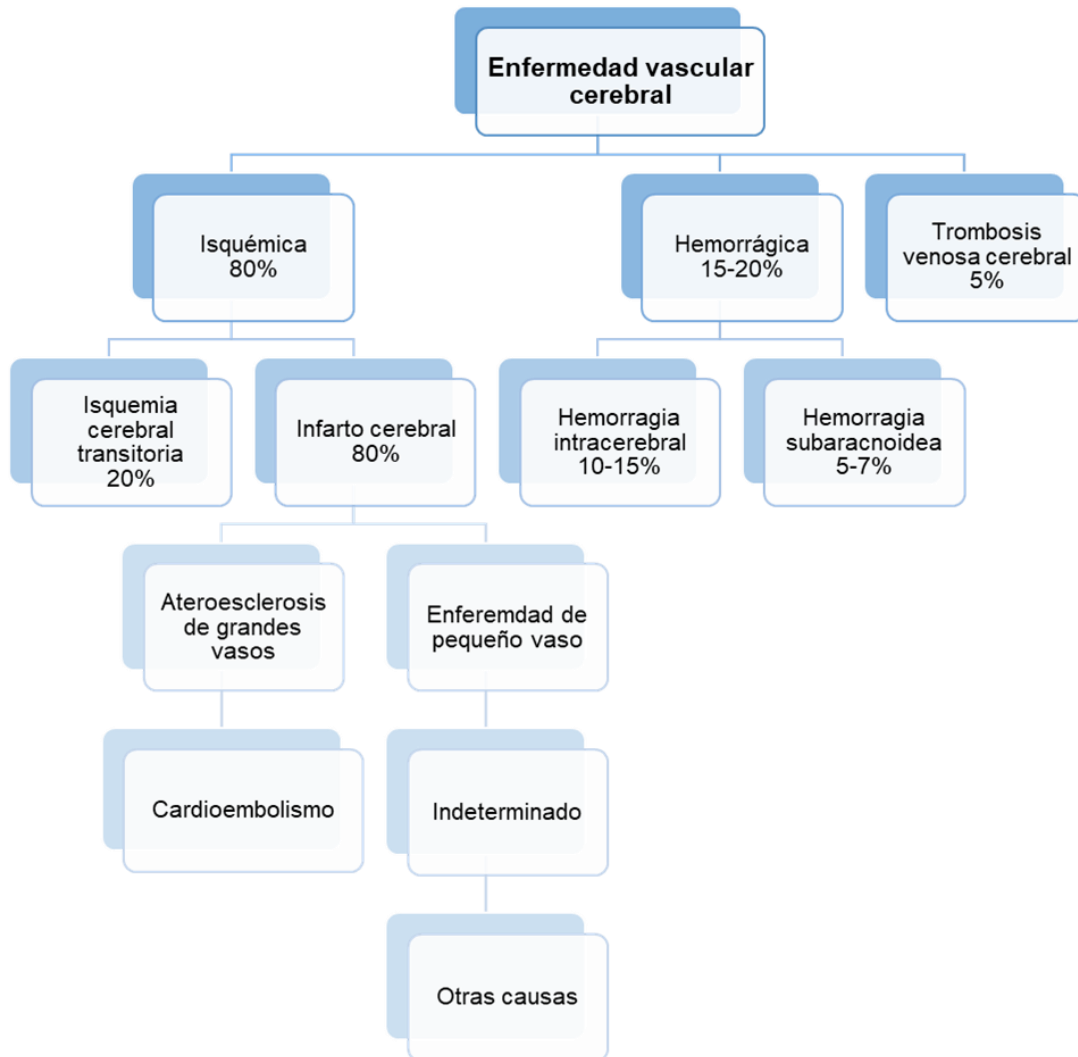 Enfermedad vascular
cerebral
Isquémica
80%
Hemorrágica
15-20%
Trombosis
venosa cerebral
5%
Isquemia
cerebral
transitoria
20%
Infarto cerebral
80%
Hemorragia
intracerebral
10-15%
Hemorragia
subaracnoidea
5-7%
Ateroesclerosis
de grandes
vasos
Enferemdad de
pequeño vaso
Cardioembolismo
Indeterminado
Otras causas